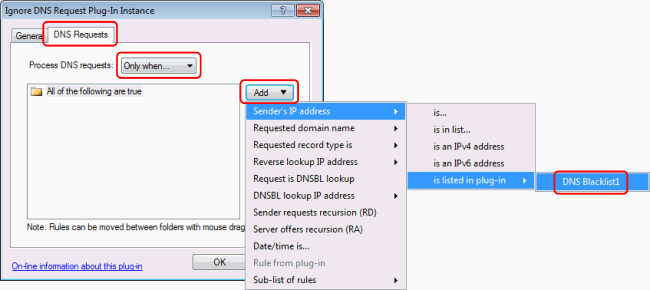 Ignore DNS Request Plug-In Instance
General DNS Requests
Process DNS requests: Only when...
All of the following are true
Add
Sender's IP address
Requested domain name
Requested record type is
Reverse lookup IP address
Request is DNSBL lookup
DNSBL lookup IP address
Sender requests recursion (RD)
Server offers recursion (RA)
Date/time is...
Rule from plug-in
Sub-list of rules
is...
is in list...
is an IPv4 address
is an IPv6 address
is listed in plug-in
DNS Blacklist1
Note: Rules can be moved between folders with mouse drag
On-line information about this plug-in
OK